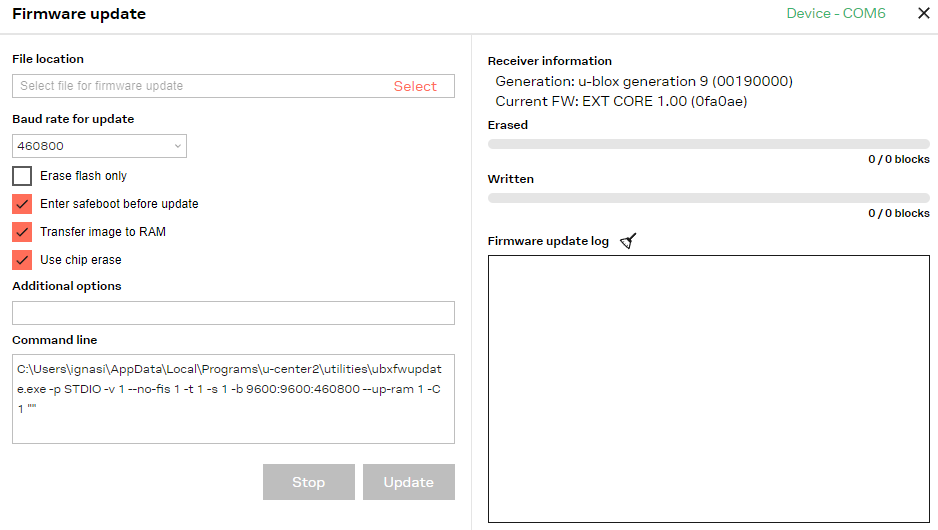 Firmware update
Device - COM6
File location
Select file for firmware update
Select
Baud rate for update
460800
Erase flash only
Enter safeboot before update
Transfer image to RAM
Use chip erase
Additional options
Command line
C:\Users\ignasi\AppData\Local\Programs\u-center2\utilities\ubxfwupdat
e.exe -p STDIO -v 1 --no-fis 1 -t 1 -s 1 -b 9600:9600:460800 --up-ram 1 -C
1 ""
Stop
Update
Receiver information
Generation: u-blox generation 9 (00190000)
Current FW: EXT CORE 1.00 (0fa0ae)
Erased
0 / 0 blocks
Written
0 / 0 blocks
Firmware update log